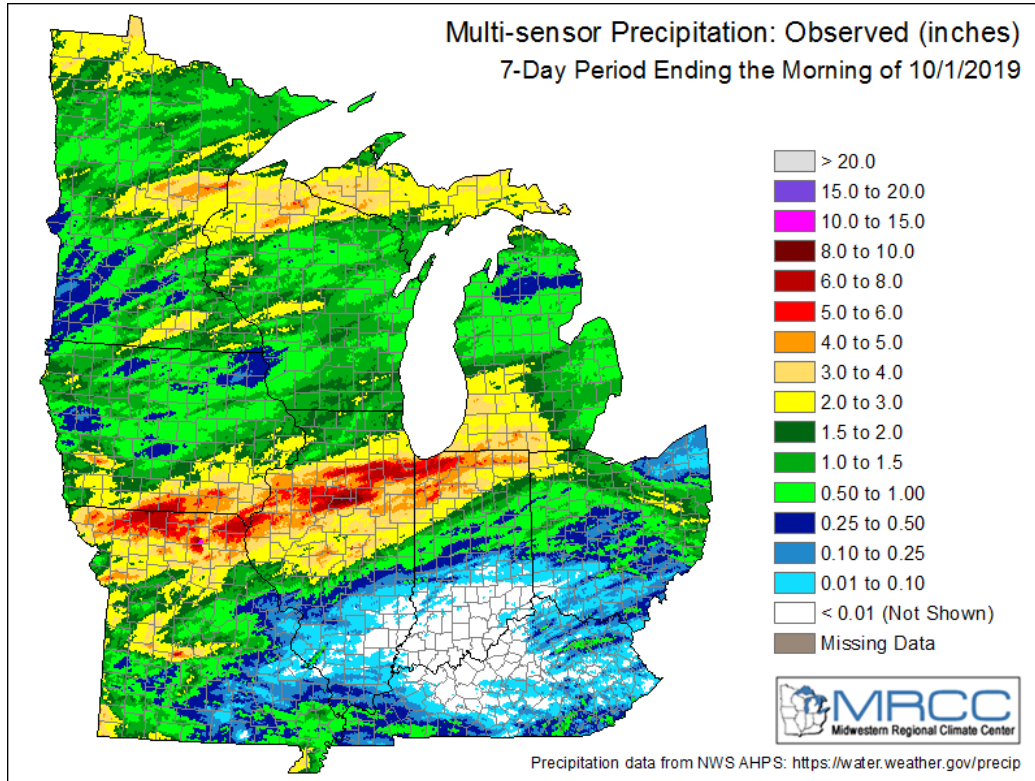 Multi-sensor Precipitation: Observed (inches)
7-Day Period Ending the Morning of 10/1/2019
> 20.0
15.0 to 20.0
10.0 to 15.0
8.0 to 10.0
6.0 to 8.0
5.0 to 6.0
4.0 to 5.0
3.0 to 4.0
2.0 to 3.0
1.5 to 2.0
1.0 to 1.5
0.50 to 1.00
0.25 to 0.50
0.10 to 0.25
0.01 to 0.10
< 0.01 (Not Shown)
Missing Data
MRCC
Midwestern Regional Climate Center
Precipitation data from NWS AHPS: https://water.weather.gov/precip